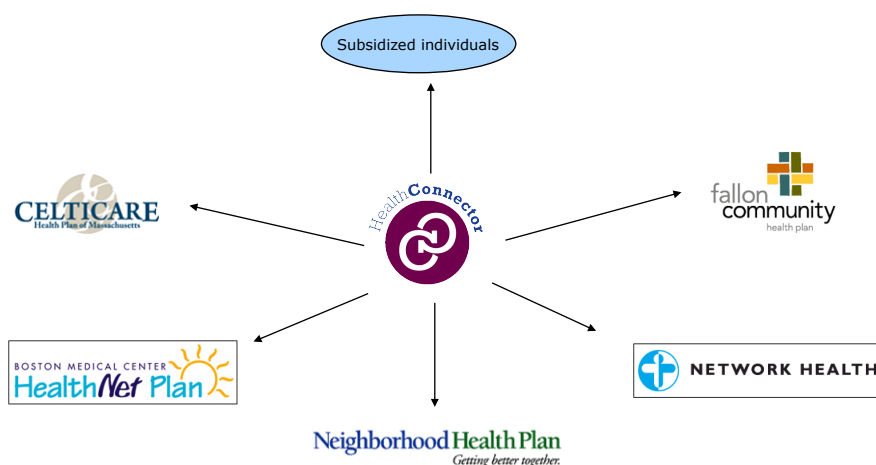 Subsidized individuals
HealthConnector
CELTICARE
Health Plan of Massachusetts
fallon
community
health plan
BOSTON MEDICAL CENTER
HealthNet Plan
NETWORK HEALTH
Neighborhood Health Plan
Getting better together.